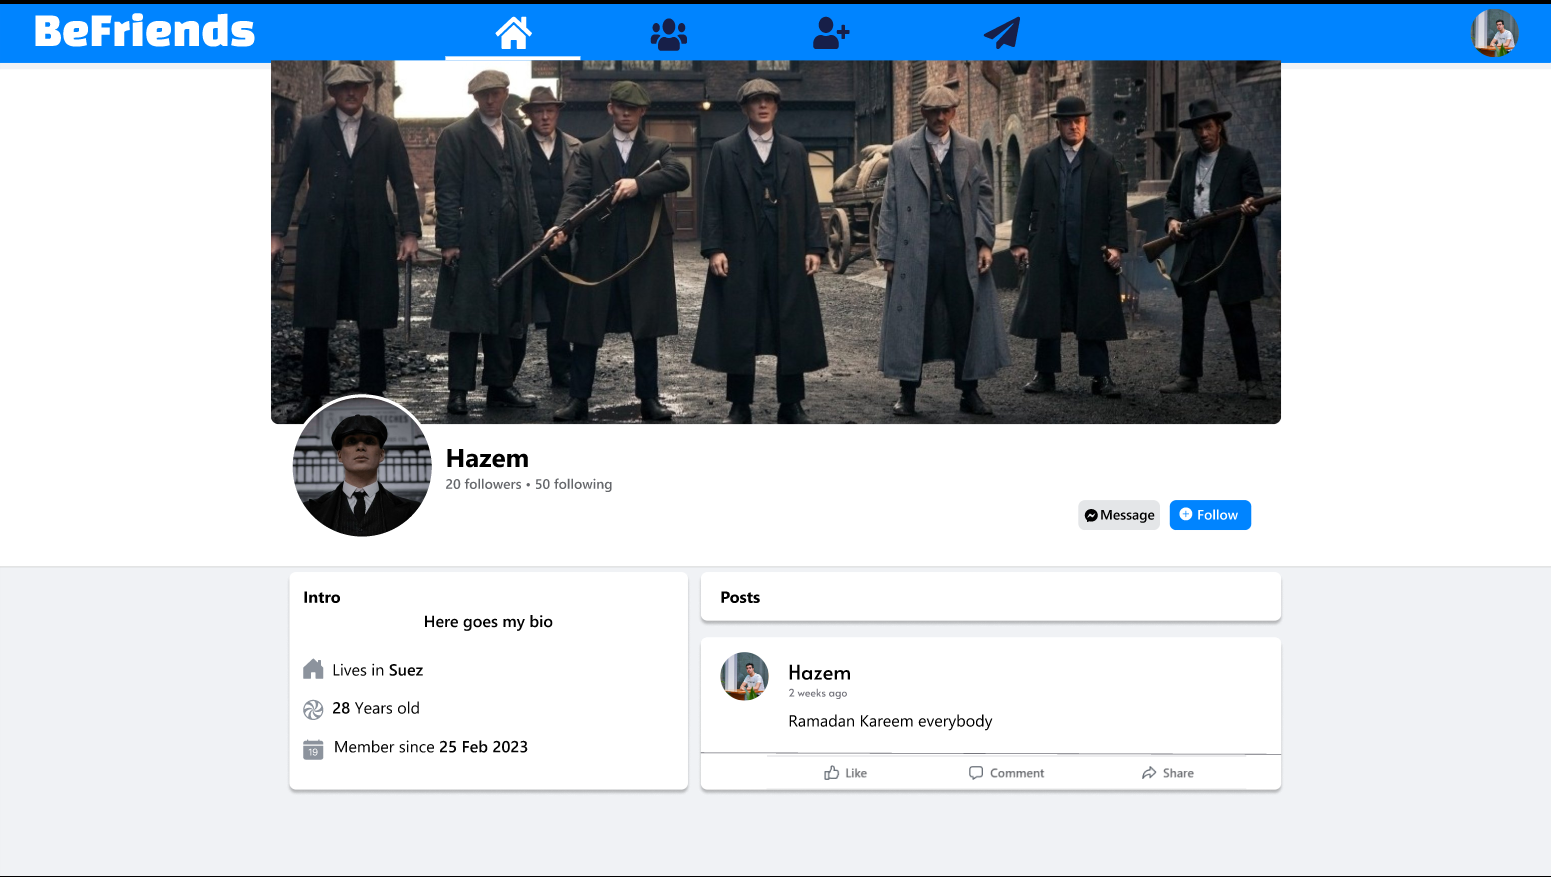 BeFriends
Hazem
20 followers • 50 following
Message
Follow
Intro
Here goes my bio
Lives in Suez
28 Years old
19
Member since 25 Feb 2023
Posts
Hazem
2 weeks ago
Ramadan Kareem everybody
Like
Comment
Share